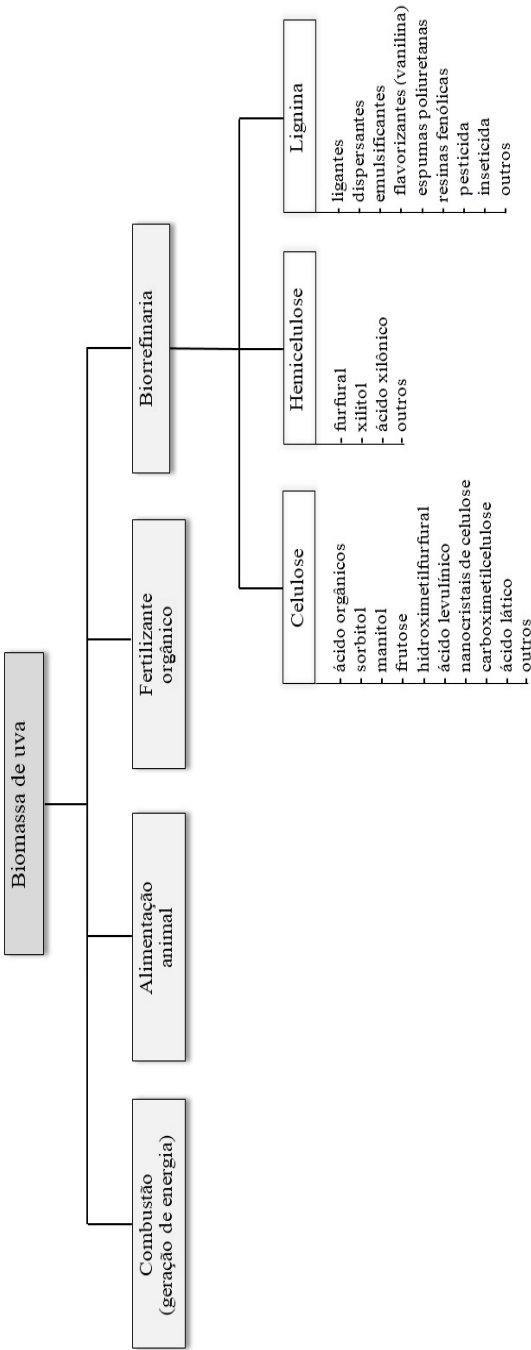 Biomassa de uva
Combustão
(geração de energia)
Alimentação
animal
Fertilizante
orgânico
Biorrefinaria
Celulose
- ácido orgânicos
- sorbitol
- manitol
- frutose
- hidroximetilfurfural
- ácido levulínico
- nanocristais de celulose
- carboximetilcelulose
- ácido lático
- outros
Hemicelulose
- furfural
- xilitol
- ácido xilônico
- outros
Lignina
- ligantes
- dispersantes
- emulsificantes
- flavorizantes (vanilina)
- espumas poliuretanas
- resinas fenólicas
- pesticida
- inseticida
- outros